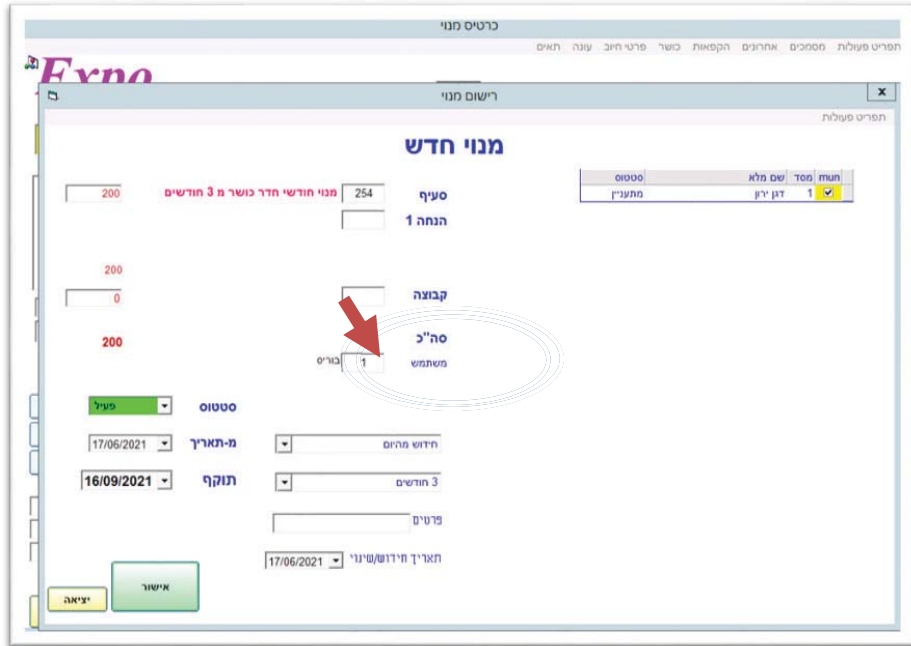 כרטיס מנוי
תפריט פעולות מסמכים אחרונים הקפאות כושר פרטי חיוב עונה תאים
Expo
רישום מנוי
x
תפריט פעולות
מנוי חדש
mun מסד שם מלא סטטוס
1 דגן ירון מתעניין
סעיף 254 מנוי חודשי חדר כושר מ 3 חודשים 200
הנחה 1
200
קבוצה 0
סה"כ 200
משתמש 1 בוריס
סטטוס פעיל
חידוש מהיום מ-תאריך 17/06/2021
3 חודשים תוקף 16/09/2021
פרטים
תאריך חידוש/שינוי 17/06/2021
אישור
יציאה